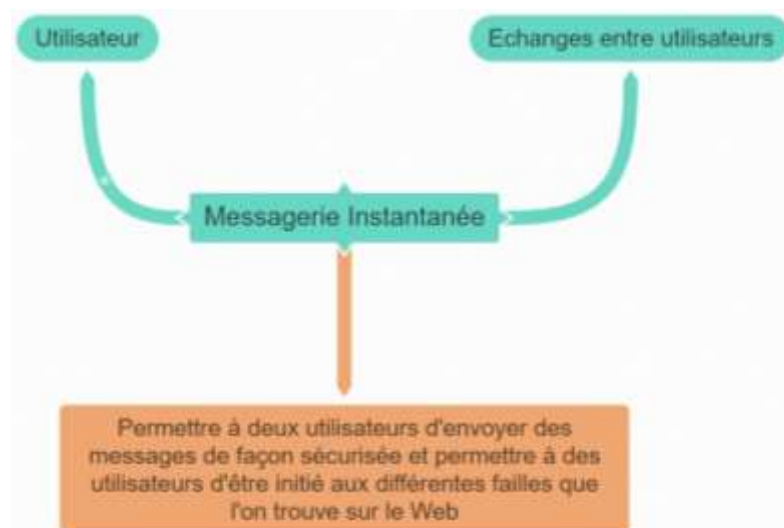 Utilisateur
Echanges entre utilisateurs
Messagerie Instantanée
Permettre à deux utilisateurs d'envoyer des
messages de façon sécurisée et permettre à des
utilisateurs d'être initié aux différentes failles que
l'on trouve sur le Web